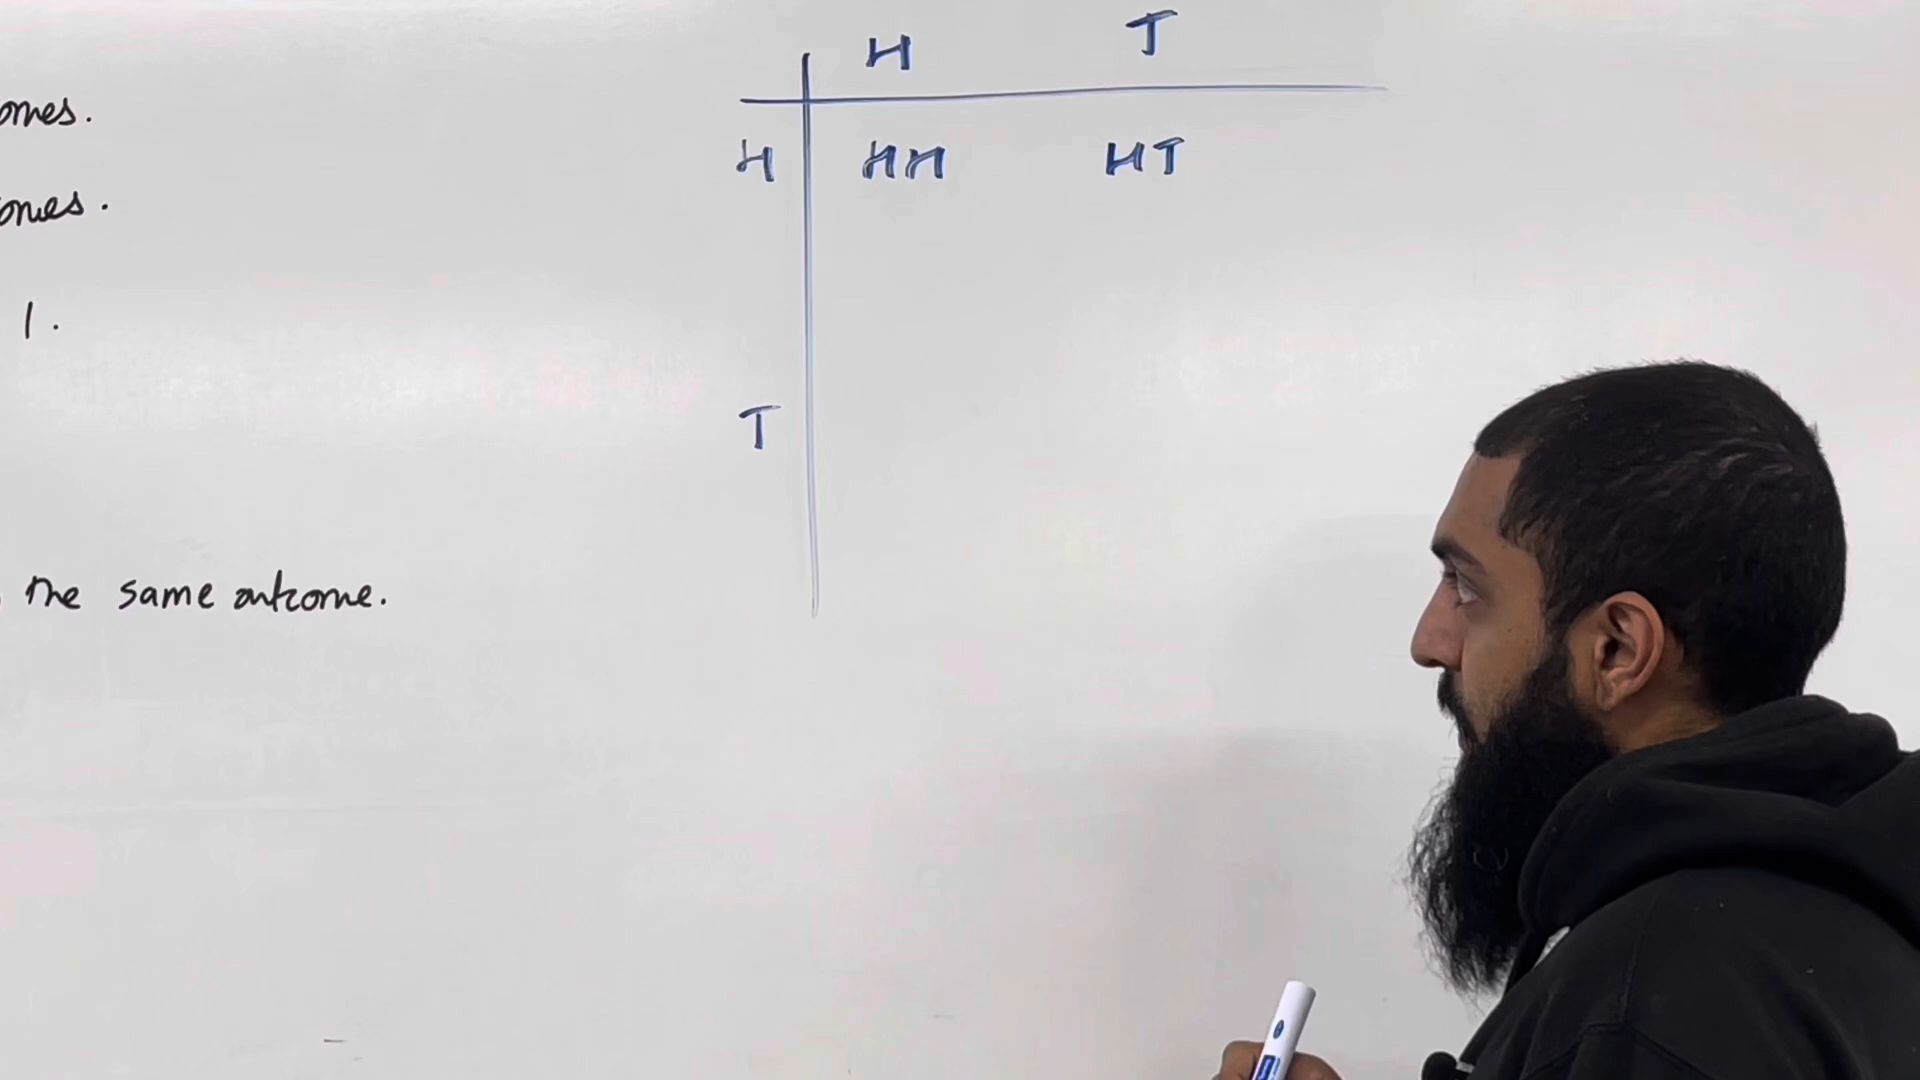 omes.
omes.
1.
the same outcome.
H T
H HH HT
T